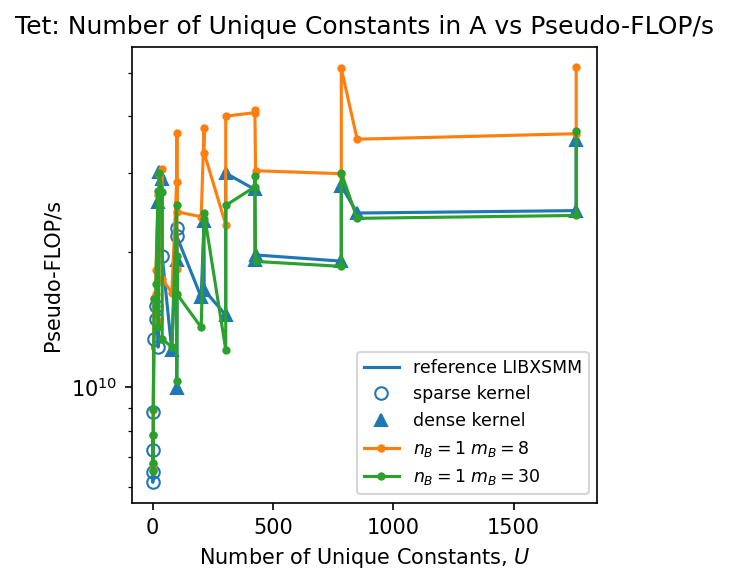 Tet: Number of Unique Constants in A vs Pseudo-FLOP/s
Pseudo-FLOP/s
10^10
reference LIBXSMM
sparse kernel
dense kernel
n_B = 1 m_B = 8
n_B = 1 m_B = 30
0 500 1000 1500
Number of Unique Constants, U